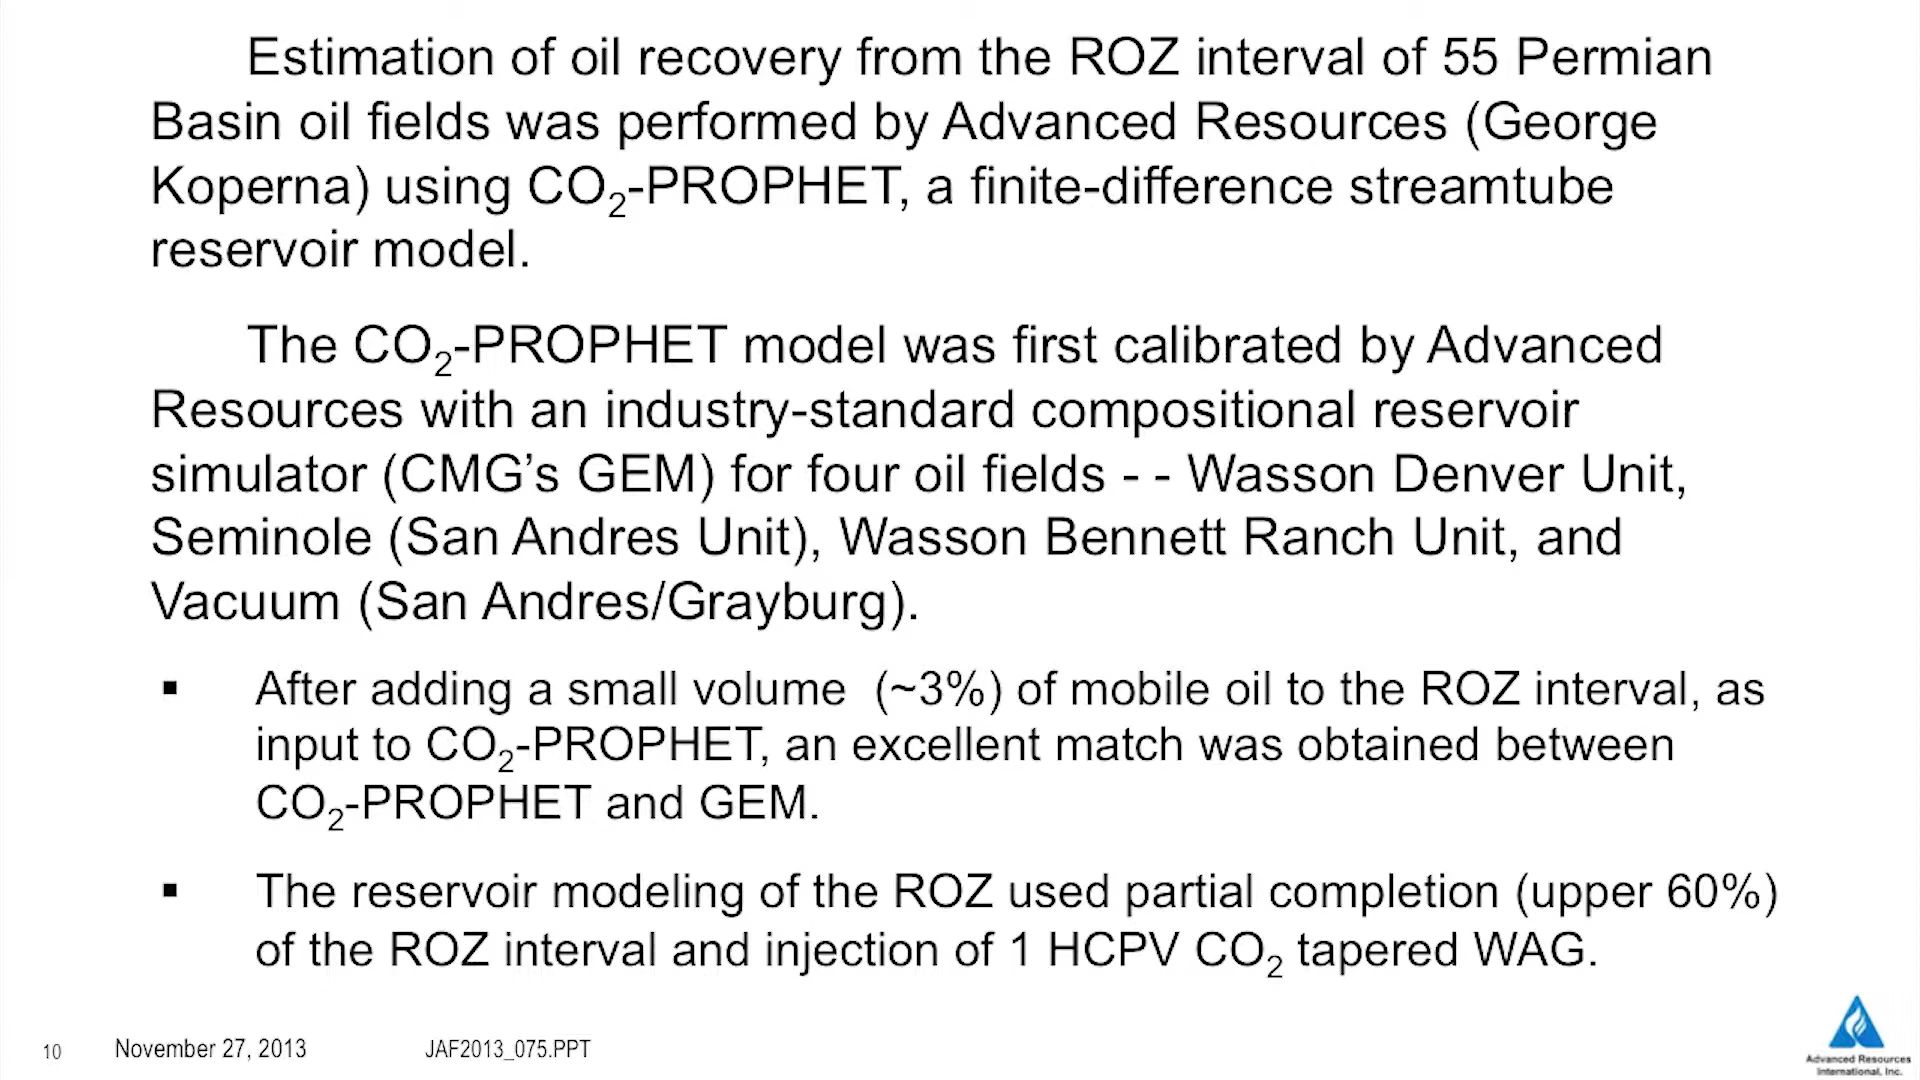 Estimation of oil recovery from the ROZ interval of 55 Permian
Basin oil fields was performed by Advanced Resources (George
Koperna) using CO₂-PROPHET, a finite-difference streamtube
reservoir model.
The CO₂-PROPHET model was first calibrated by Advanced
Resources with an industry-standard compositional reservoir
simulator (CMG’s GEM) for four oil fields - - Wasson Denver Unit,
Seminole (San Andres Unit), Wasson Bennett Ranch Unit, and
Vacuum (San Andres/Grayburg).
▪ After adding a small volume (~3%) of mobile oil to the ROZ interval, as
input to CO₂-PROPHET, an excellent match was obtained between
CO₂-PROPHET and GEM.
▪ The reservoir modeling of the ROZ used partial completion (upper 60%)
of the ROZ interval and injection of 1 HCPV CO₂ tapered WAG.
10 November 27, 2013 JAF2013_075.PPT
Advanced Resources
International, Inc.